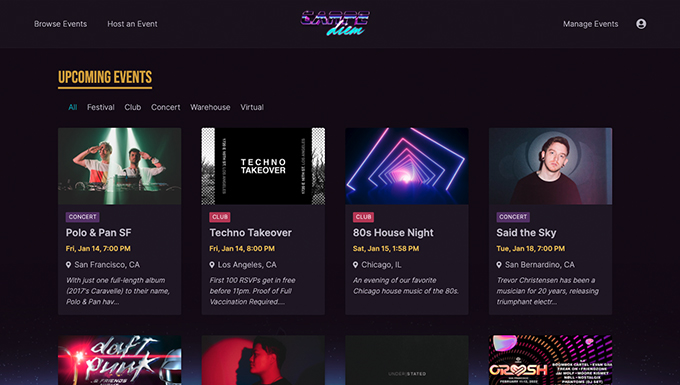 Browse Events
Host an Event
SARPE
diem
Manage Events
UPCOMING EVENTS
All
Festival
Club
Concert
Warehouse
Virtual
TECHNO
TAKEOVER
CONCERT
Polo & Pan SF
Fri, Jan 14, 7:00 PM
San Francisco, CA
With just one full-length album
(2017's Caravelle) to their name,
Polo & Pan hav...
CLUB
Techno Takeover
Fri, Jan 14, 8:00 PM
Los Angeles, CA
First 100 RSVPs get in free
before 11pm. Proof of Full
Vaccination Required....
CLUB
80s House Night
Sat, Jan 15, 1:58 PM
Chicago, IL
An evening of our favorite
Chicago house music of the 80s.
CONCERT
Said the Sky
Tue, Jan 18, 7:00 PM
San Bernardino, CA
Trevor Christensen has been a
musician for 20 years, releasing
triumphant electr...
daft
punk
& FRIENDS
UNDERSTATED
CRUSH